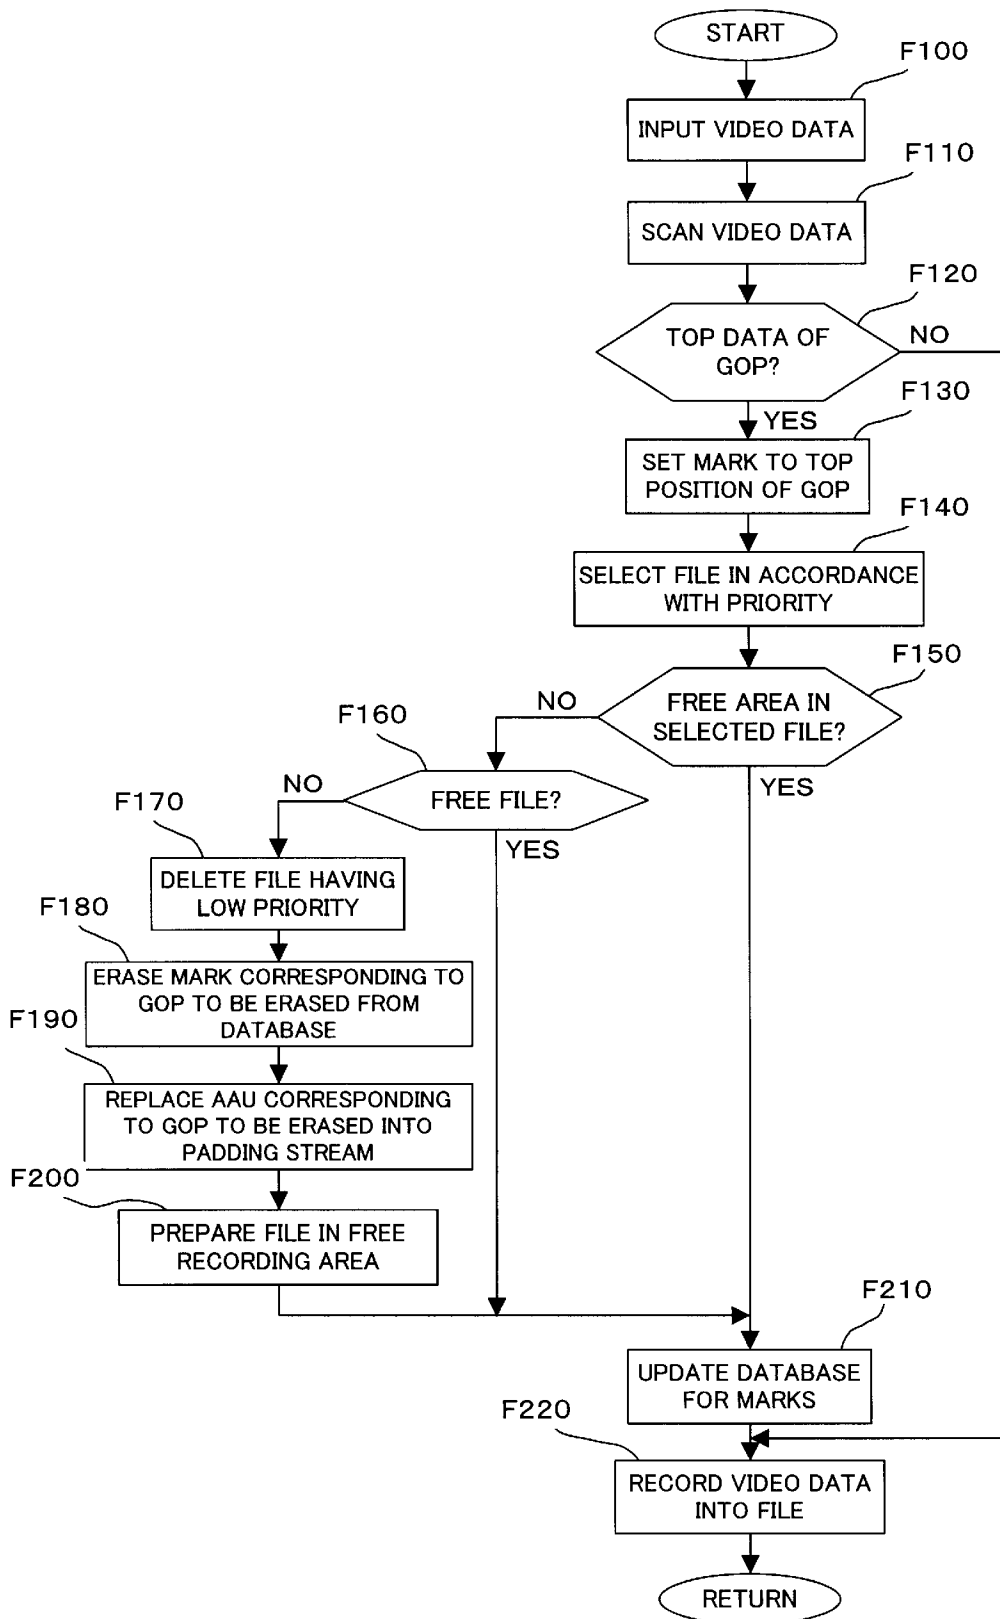 START
F100
INPUT VIDEO DATA
F110
SCAN VIDEO DATA
F120
TOP DATA OF
GOP?
NO
F130
YES
SET MARK TO TOP
POSITION OF GOP
F140
SELECT FILE IN ACCORDANCE
WITH PRIORITY
F150
FREE AREA IN
SELECTED FILE?
NO
YES
F160
FREE FILE?
NO
YES
F170
DELETE FILE HAVING
LOW PRIORITY
F180
ERASE MARK CORRESPONDING TO
GOP TO BE ERASED FROM
DATABASE
F190
REPLACE AAU CORRESPONDING
TO GOP TO BE ERASED INTO
PADDING STREAM
F200
PREPARE FILE IN FREE
RECORDING AREA
F210
UPDATE DATABASE
FOR MARKS
F220
RECORD VIDEO DATA
INTO FILE
RETURN